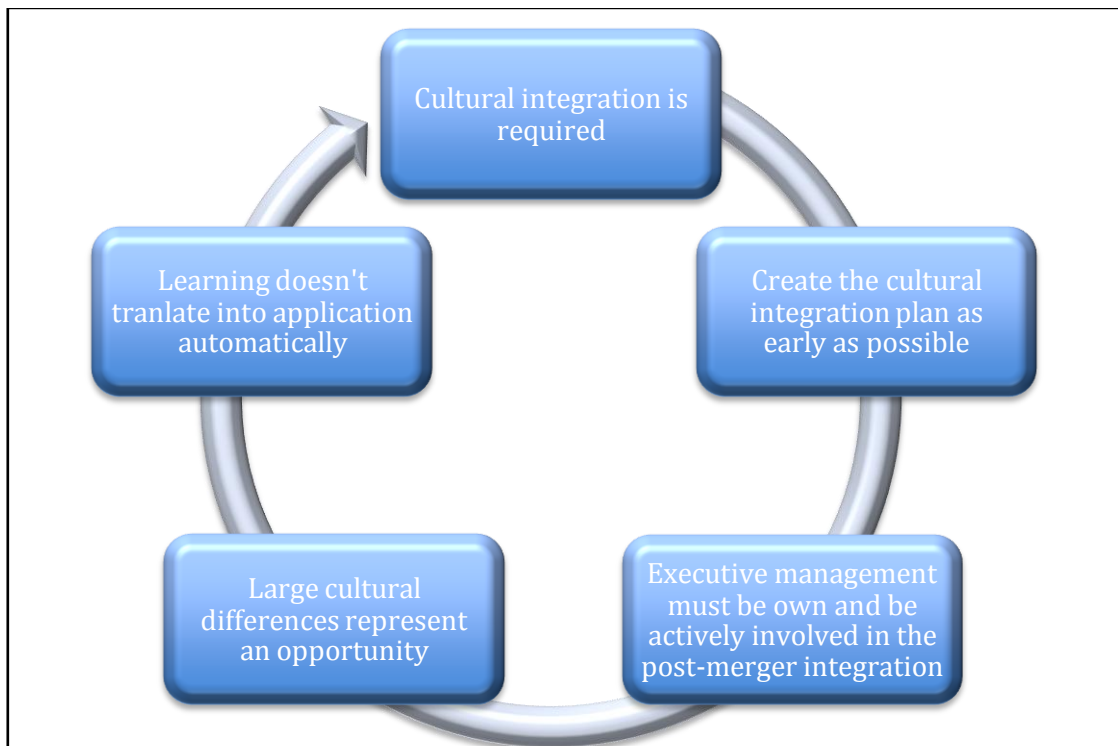 Cultural integration is
required
Create the cultural
integration plan as
early as possible
Executive management
must be own and be
actively involved in the
post-merger integration
Large cultural
differences represent
an opportunity
Learning doesn't
tranlate into application
automatically